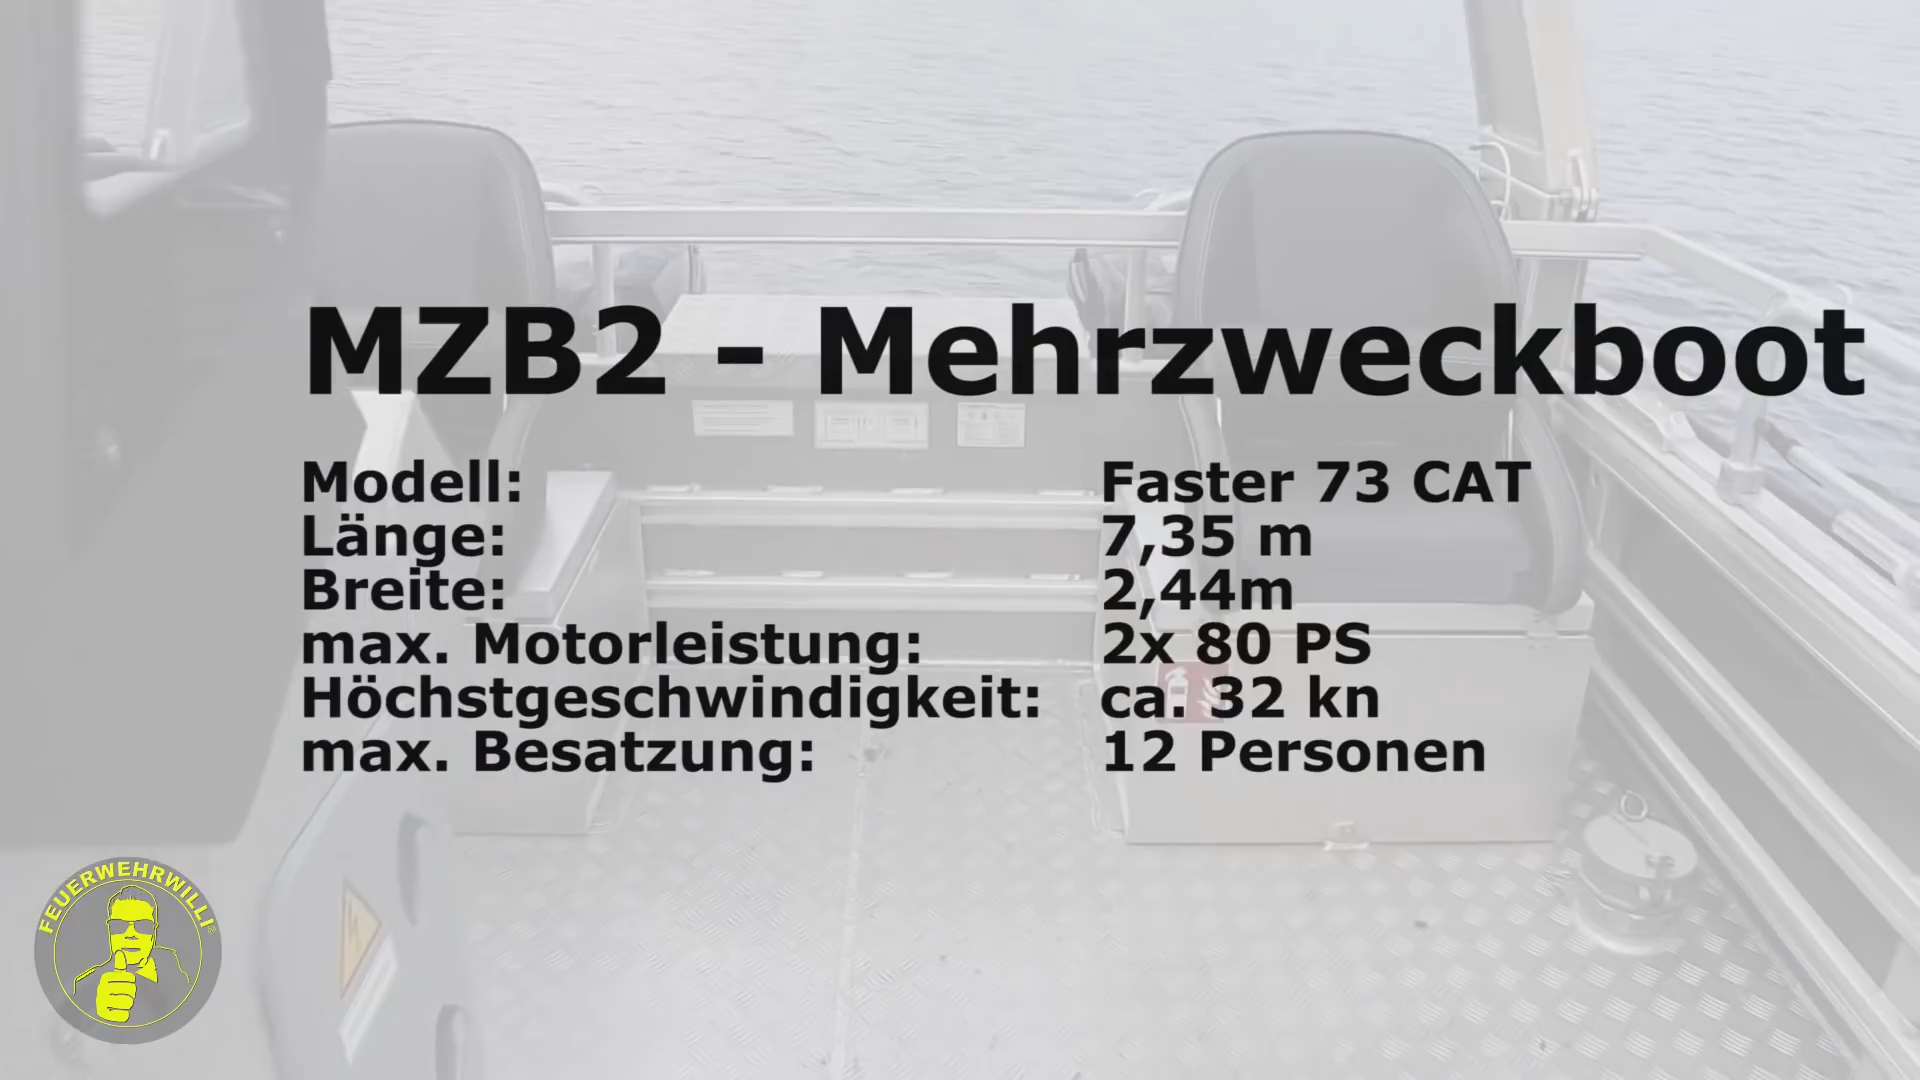 MZB2 - Mehrzweckboot
Modell: Faster 73 CAT
Länge: 7,35 m
Breite: 2,44m
max. Motorleistung: 2x 80 PS
Höchstgeschwindigkeit: ca. 32 kn
max. Besatzung: 12 Personen
FEUERWEHRWILLI®